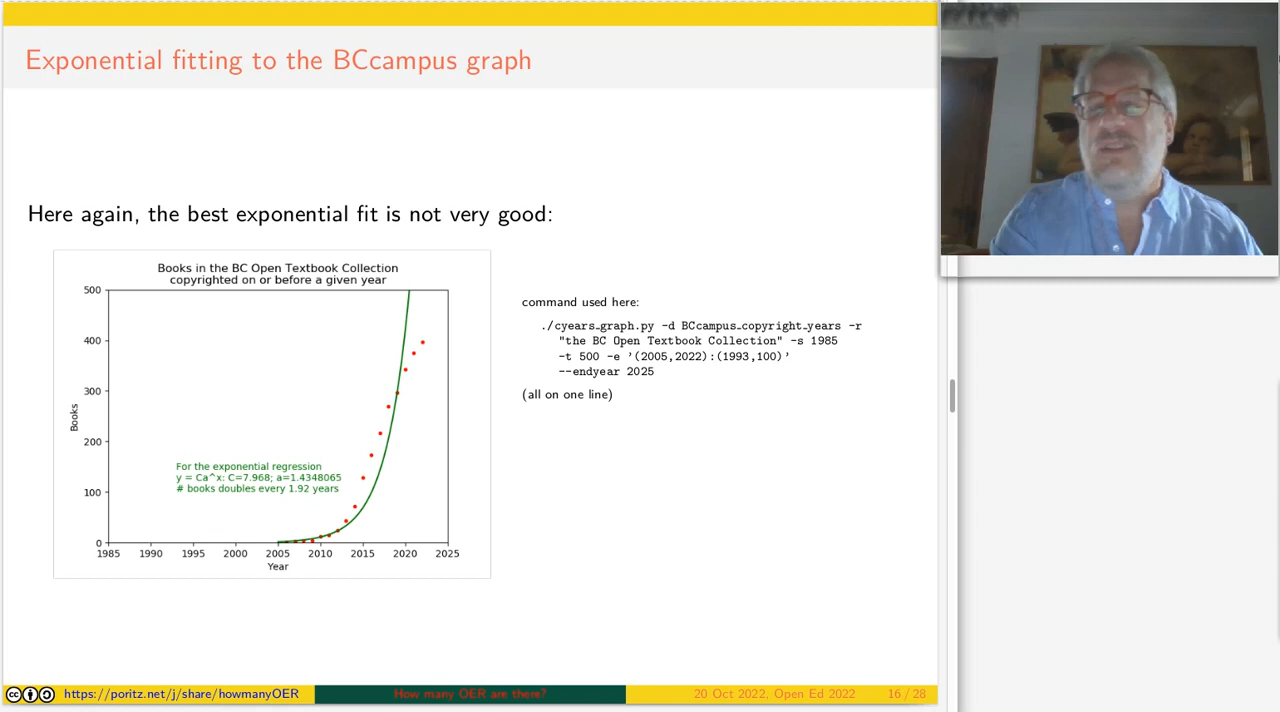 Exponential fitting to the BCcampus graph
Here again, the best exponential fit is not very good:
Books in the BC Open Textbook Collection
copyrighted on or before a given year
500
400
300
200
100
0
Books
For the exponential regression
y = Ca^x: C=7.968; a=1.4348065
# books doubles every 1.92 years
1985 1990 1995 2000 2005 2010 2015 2020 2025
Year
command used here:
./cyears_graph.py -d BCcampus_copyright_years -r
"the BC Open Textbook Collection" -s 1985
-t 500 -e '(2005,2022):(1993,100)'
--endyear 2025
(all on one line)
cc https://poritz.net/j/share/howmanyOER How many OER are there? 20 Oct 2022, Open Ed 2022 16 / 28